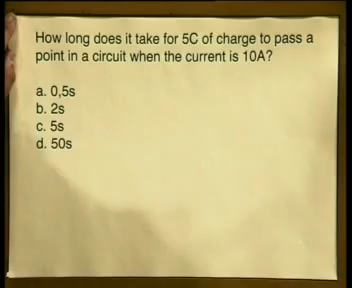 How long does it take for 5C of charge to pass a
point in a circuit when the current is 10A?
a. 0,5s
b. 2s
c. 5s
d. 50s